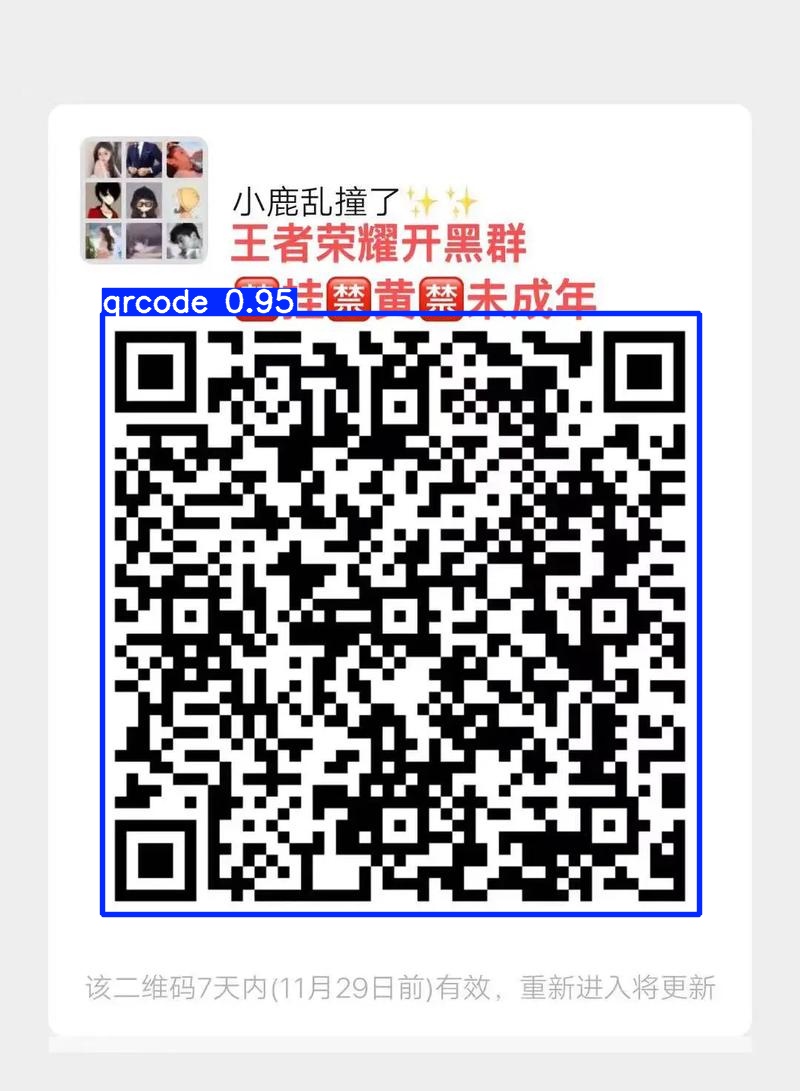 小鹿乱撞了✨✨
王者荣耀开黑群
挂🈲黄🈲未成年
qrcode 0.95
该二维码7天内(11月29日前)有效，重新进入将更新